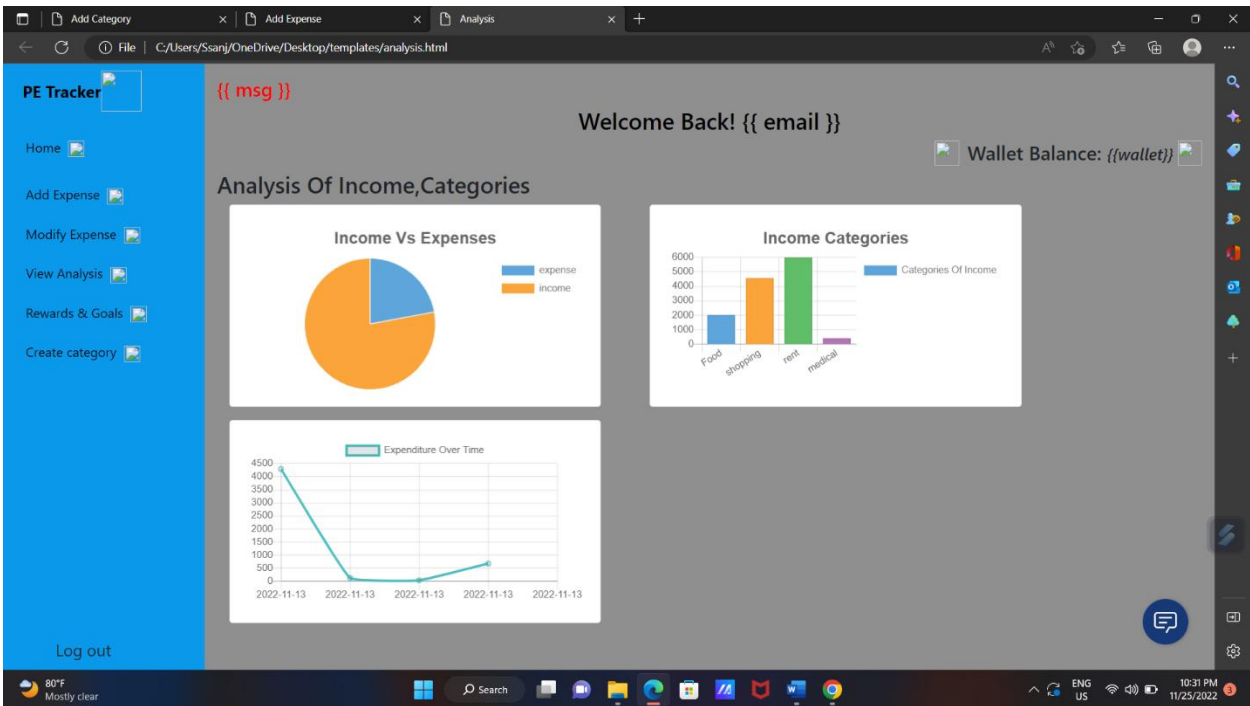 Add Category
Add Expense
Analysis
File
C:/Users/Ssanj/OneDrive/Desktop/templates/analysis.html
PE Tracker
Home
Add Expense
Modify Expense
View Analysis
Rewards & Goals
Create category
Log out
{{ msg }}
Welcome Back! {{ email }}
Wallet Balance: {{wallet}}
Analysis Of Income,Categories
Income Vs Expenses
expense
income
Income Categories
Categories Of Income
6000
5000
4000
3000
2000
1000
0
Food
shopping
rent
medical
Expenditure Over Time
4500
4000
3500
3000
2500
2000
1500
1000
500
0
2022-11-13 2022-11-13 2022-11-13 2022-11-13 2022-11-13
80°F
Mostly clear
Search
ENG
US
10:31 PM
11/25/2022
3